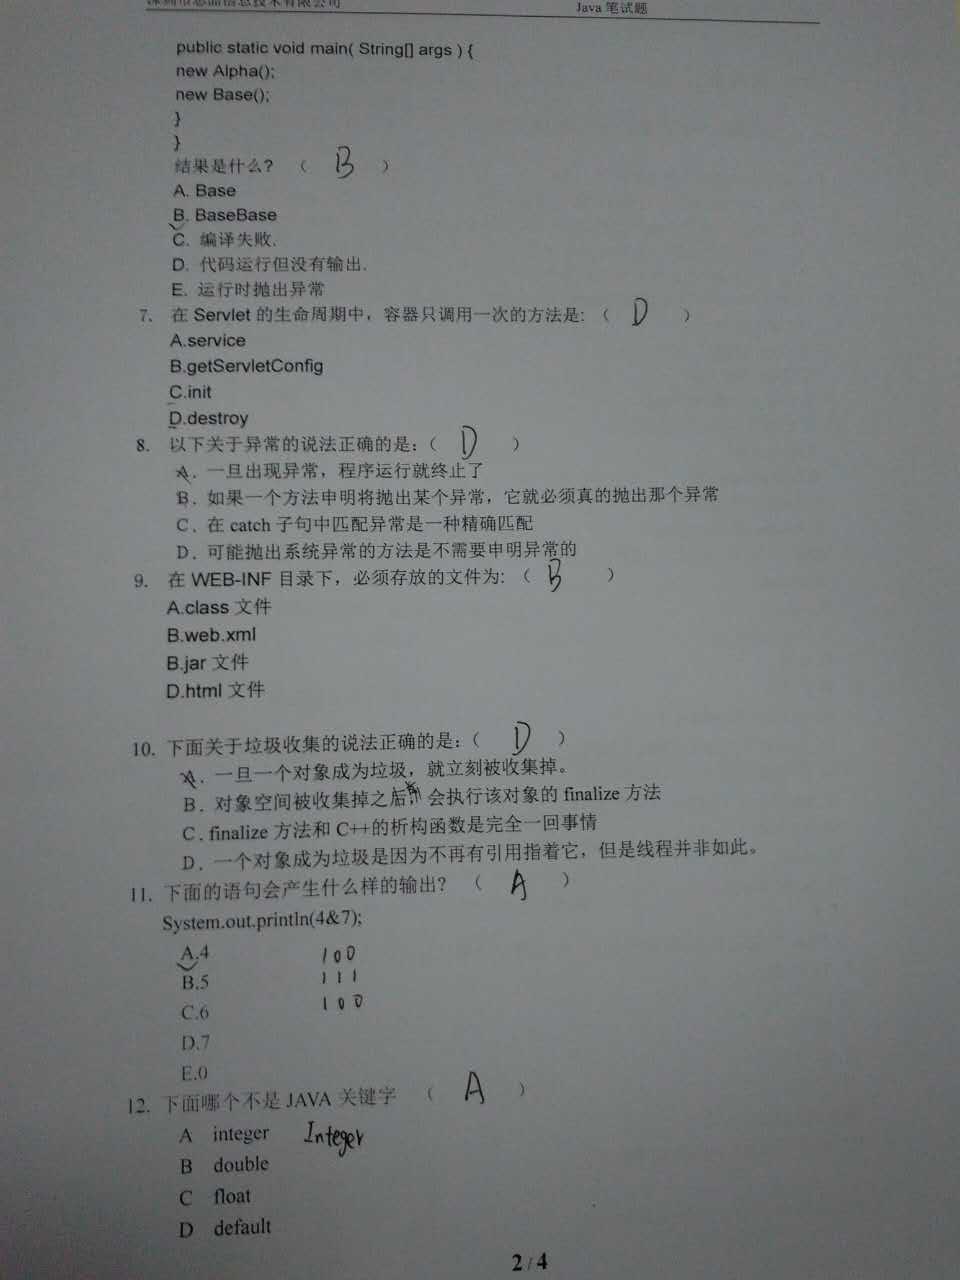 Java 笔试题
public static void main( String[] args ) {
new Alpha();
new Base();
}
}
结果是什么? （ B ）
A. Base
B. BaseBase
C. 编译失败.
D. 代码运行但没有输出.
E. 运行时抛出异常
7. 在 Servlet 的生命周期中，容器只调用一次的方法是:（ D ）
A.service
B.getServletConfig
C.init
D.destroy
8. 以下关于异常的说法正确的是:（ D ）
A. 一旦出现异常，程序运行就终止了
B. 如果一个方法申明将抛出某个异常，它就必须真的抛出那个异常
C. 在 catch 子句中匹配异常是一种精确匹配
D. 可能抛出系统异常的方法是不需要申明异常的
9. 在 WEB-INF 目录下，必须存放的文件为:（ B ）
A.class 文件
B.web.xml
B.jar 文件
D.html 文件
10. 下面关于垃圾收集的说法正确的是:（ D ）
A. 一旦一个对象成为垃圾，就立刻被收集掉。
B. 对象空间被收集掉之后, 会执行该对象的 finalize 方法
C. finalize 方法和 C++的析构函数是完全一回事情
D. 一个对象成为垃圾是因为不再有引用指着它，但是线程并非如此。
11. 下面的语句会产生什么样的输出? （ A ）
System.out.println(4&7);
A.4 100
B.5 111
C.6 100
D.7
E.0
12. 下面哪个不是 JAVA 关键字 （ A ）
A integer Integer
B double
C float
D default
2 / 4